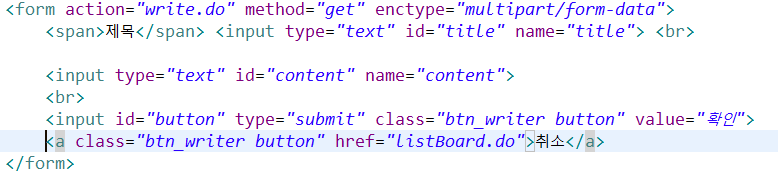 <form action="write.do" method="get" enctype="multipart/form-data">
<span>제목</span> <input type="text" id="title" name="title"> <br>
<input type="text" id="content" name="content">
<br>
<input id="button" type="submit" class="btn_writer button" value="확인">
<a class="btn_writer button" href="listBoard.do">취소</a>
</form>